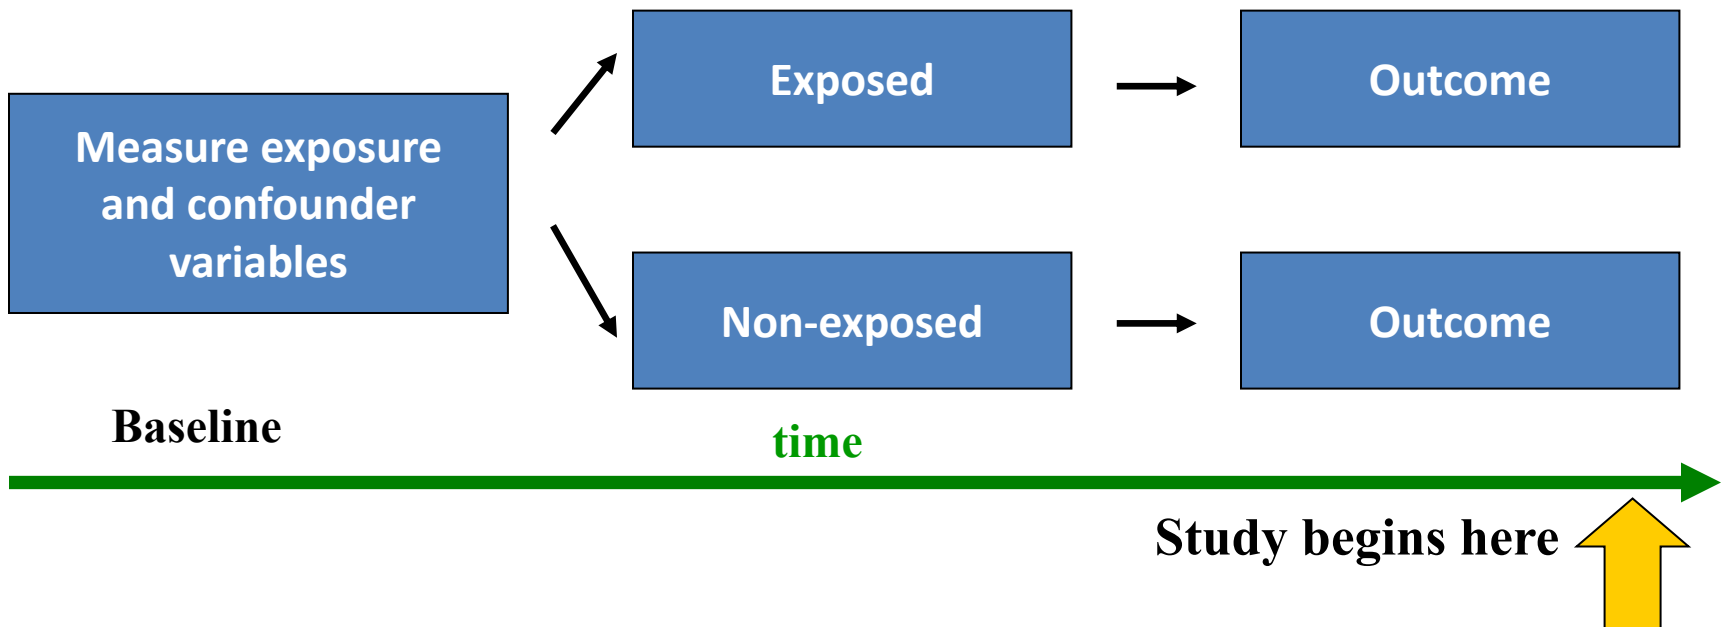 Measure exposure
and confounder
variables
Exposed
Outcome
Non-exposed
Outcome
Baseline
time
Study begins here